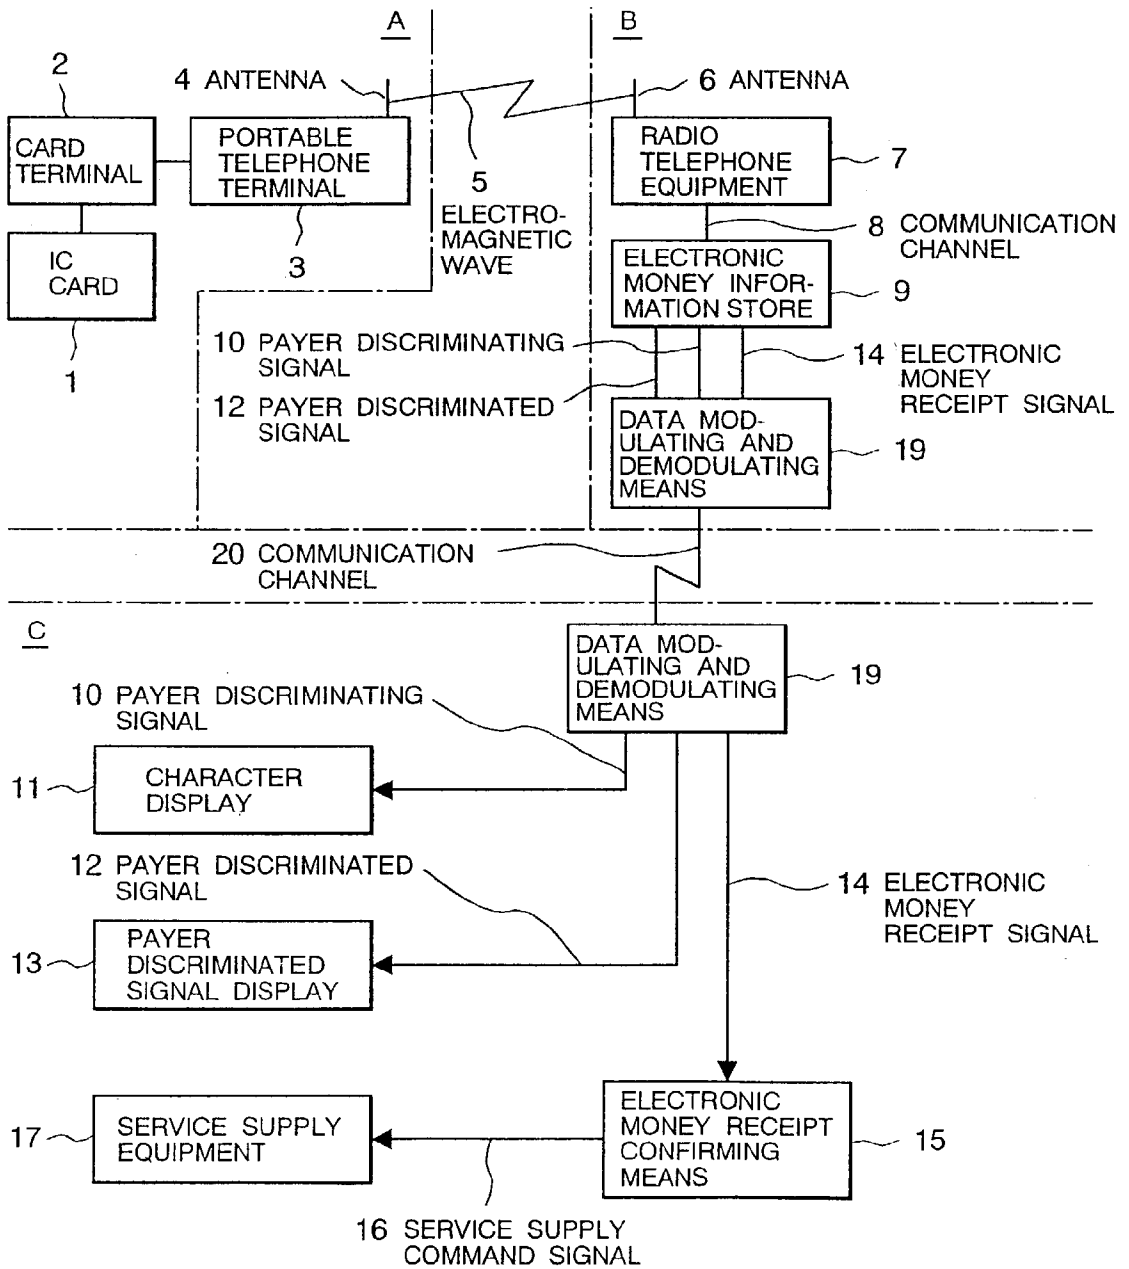 A
B
2
4 ANTENNA
6 ANTENNA
CARD
TERMINAL
PORTABLE
TELEPHONE
TERMINAL
RADIO
TELEPHONE
EQUIPMENT
7
5
ELECTRO-
MAGNETIC
WAVE
3
8 COMMUNICATION
CHANNEL
IC
CARD
1
ELECTRONIC
MONEY INFOR-
MATION STORE
9
10 PAYER DISCRIMINATING
SIGNAL
12 PAYER DISCRIMINATED
SIGNAL
14 ELECTRONIC
MONEY
RECEIPT SIGNAL
DATA MOD-
ULATING AND
DEMODULATING
MEANS
19
20 COMMUNICATION
CHANNEL
C
DATA MOD-
ULATING AND
DEMODULATING
MEANS
19
10 PAYER DISCRIMINATING
SIGNAL
11
CHARACTER
DISPLAY
12 PAYER DISCRIMINATED
SIGNAL
14 ELECTRONIC
MONEY
RECEIPT SIGNAL
13
PAYER
DISCRIMINATED
SIGNAL DISPLAY
17
SERVICE SUPPLY
EQUIPMENT
ELECTRONIC
MONEY RECEIPT
CONFIRMING
MEANS
15
16 SERVICE SUPPLY
COMMAND SIGNAL